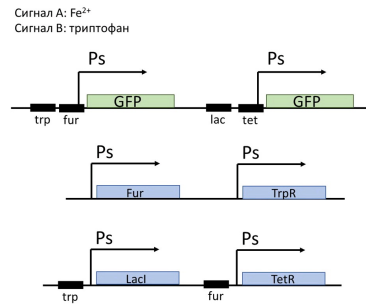 Сигнал А: Fe²⁺
Сигнал В: триптофан
Ps Ps
GFP GFP
trp fur lac tet
Ps Ps
Fur TrpR
Ps Ps
LacI TetR
trp fur